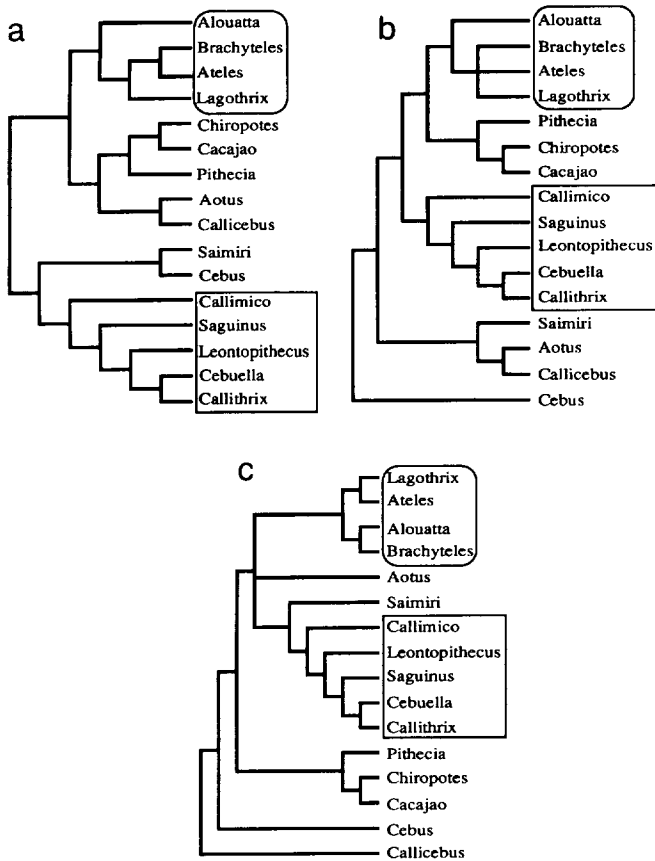 a
Alouatta
Brachyteles
Ateles
Lagothrix
Chiropotes
Cacajao
Pithecia
Aotus
Callicebus
Saimiri
Cebus
Callimico
Saguinus
Leontopithecus
Cebuella
Callithrix
b
Alouatta
Brachyteles
Ateles
Lagothrix
Pithecia
Chiropotes
Cacajao
Callimico
Saguinus
Leontopithecus
Cebuella
Callithrix
Saimiri
Aotus
Callicebus
Cebus
c
Lagothrix
Ateles
Alouatta
Brachyteles
Aotus
Saimiri
Callimico
Leontopithecus
Saguinus
Cebuella
Callithrix
Pithecia
Chiropotes
Cacajao
Cebus
Callicebus